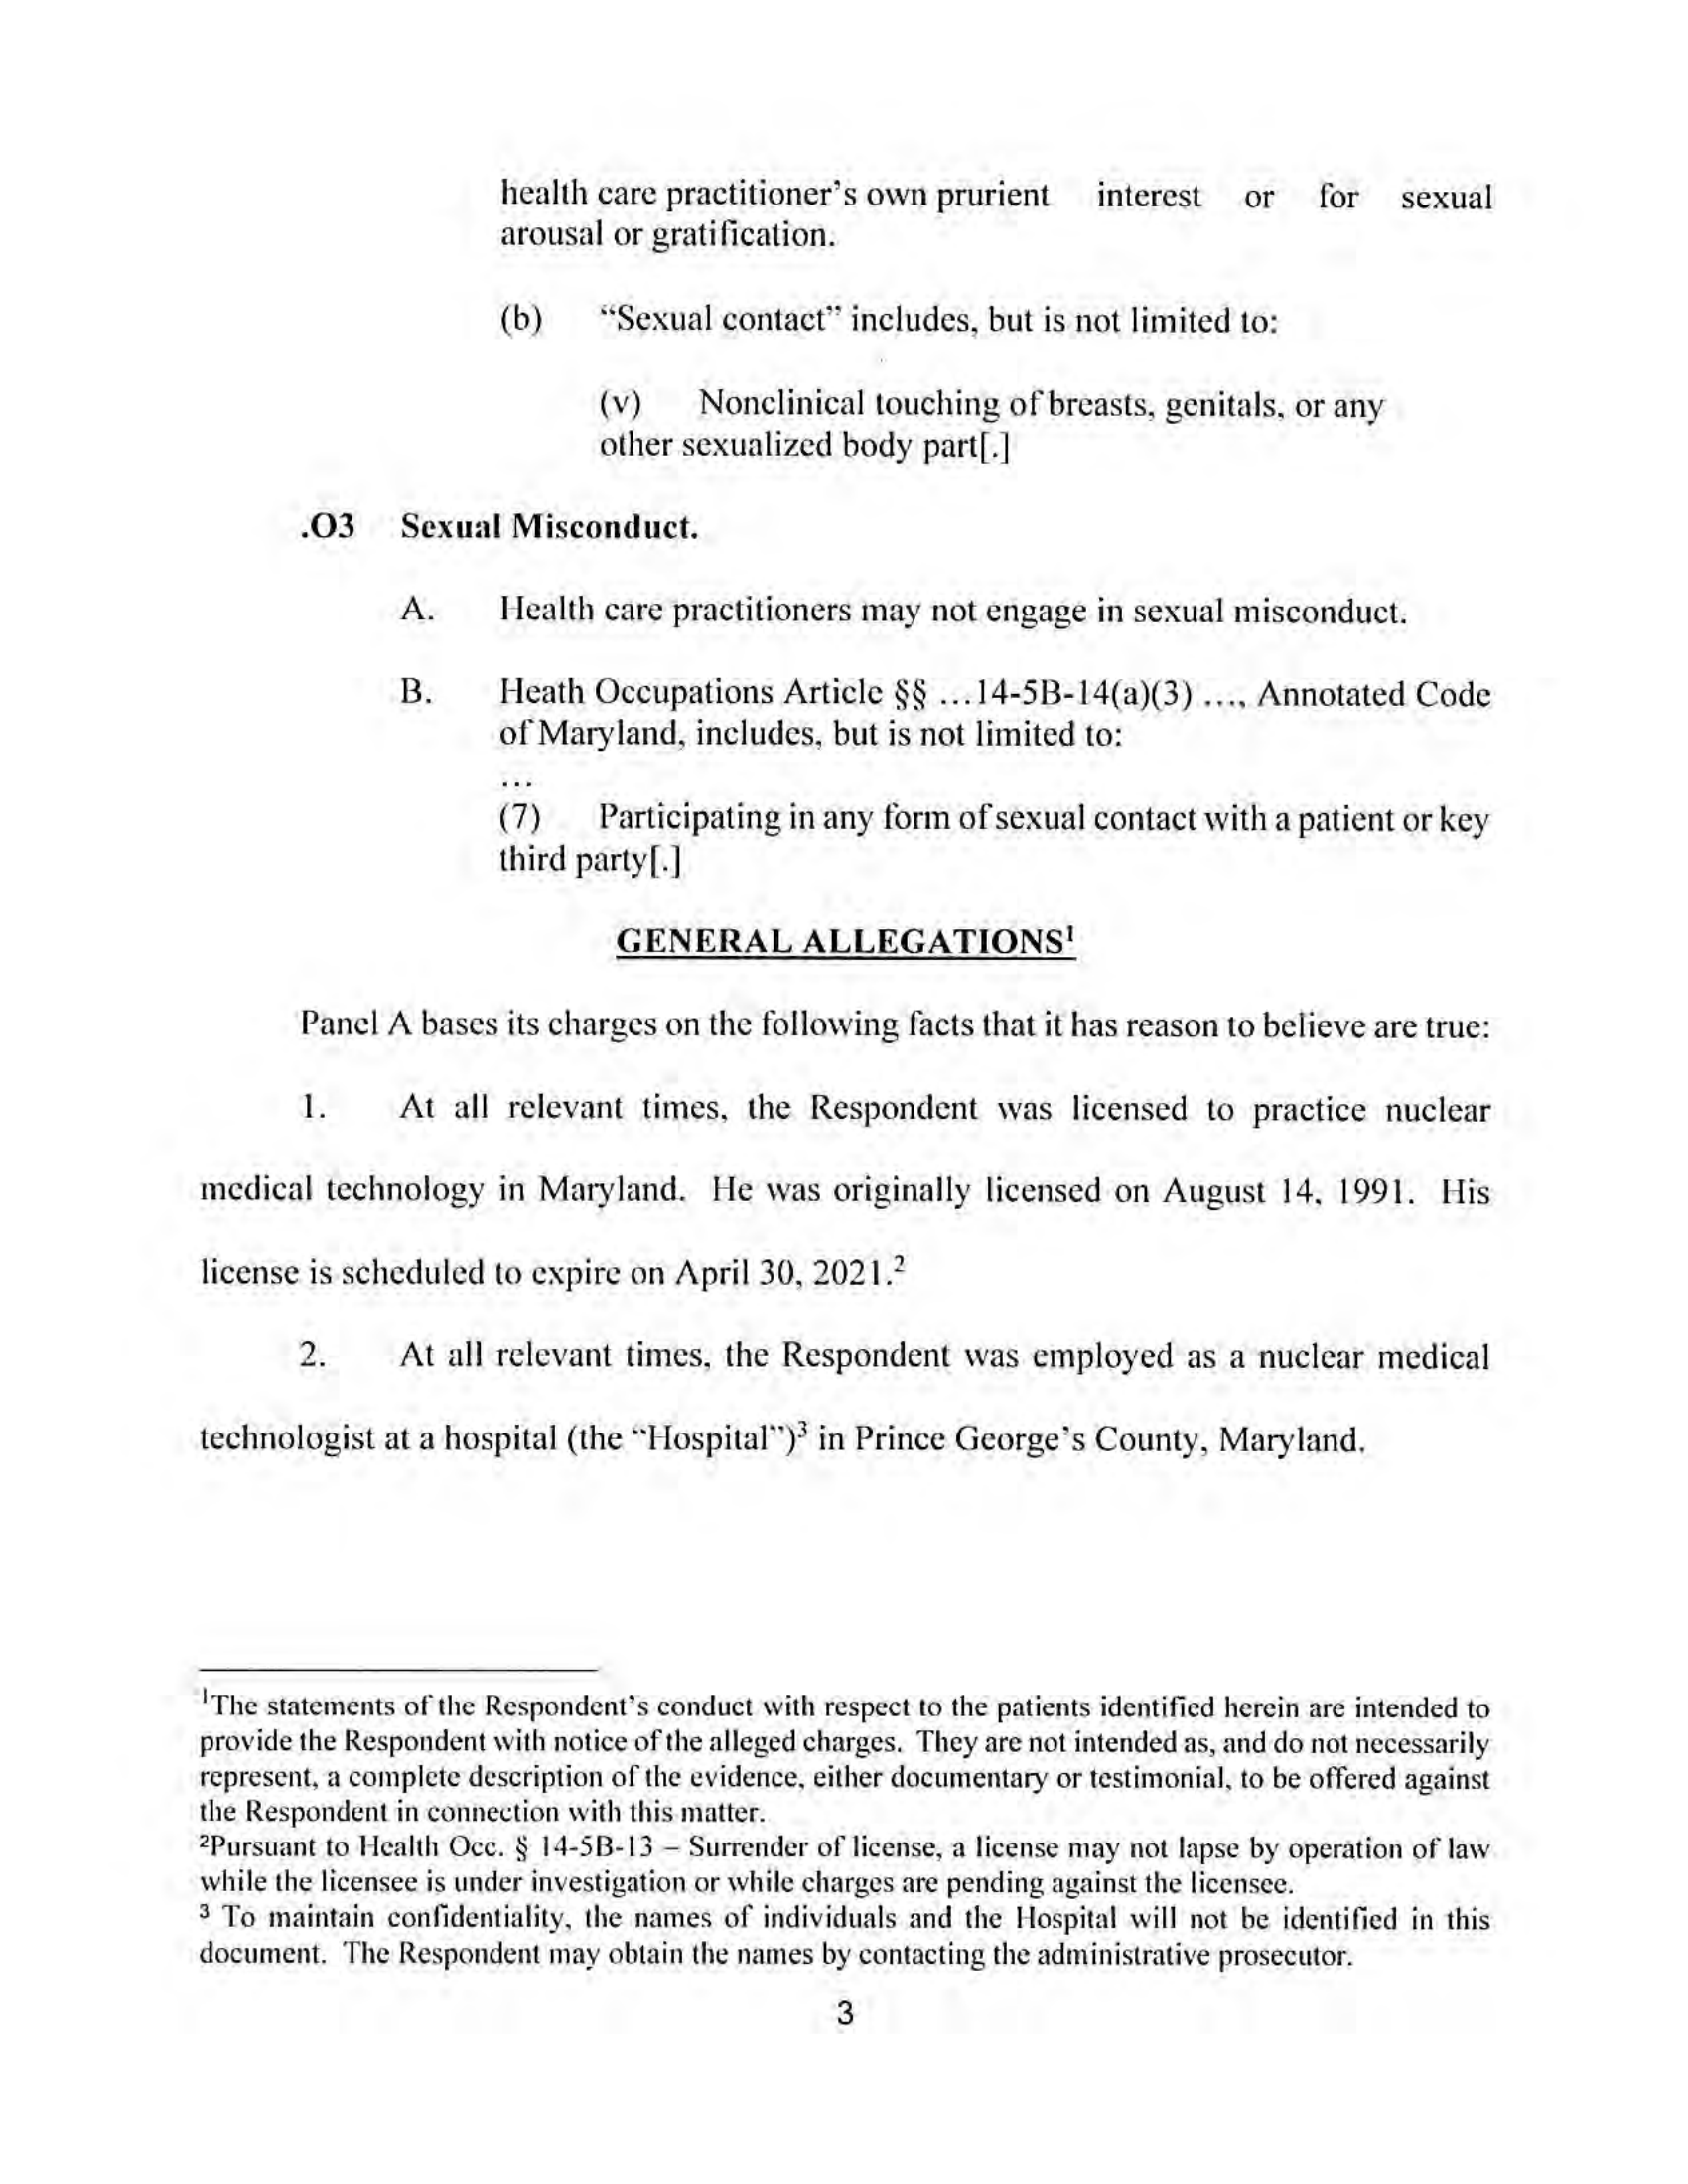 health care practitioner's own prurient interest or for sexual
arousal or gratification.
(b) "Sexual contact" includes, but is not limited to:
(v) Nonclinical touching of breasts, genitals, or any
other sexualized body part[.]
.O3 Sexual Misconduct.
A. Health care practitioners may not engage in sexual misconduct.
B. Heath Occupations Article §§ …14-5B-14(a)(3) …, Annotated Code
of Maryland, includes, but is not limited to:
…
(7) Participating in any form of sexual contact with a patient or key
third party[.]
GENERAL ALLEGATIONS¹
Panel A bases its charges on the following facts that it has reason to believe are true:
1. At all relevant times, the Respondent was licensed to practice nuclear
medical technology in Maryland. He was originally licensed on August 14, 1991. His
license is scheduled to expire on April 30, 2021.²
2. At all relevant times, the Respondent was employed as a nuclear medical
technologist at a hospital (the "Hospital")³ in Prince George's County, Maryland.
¹The statements of the Respondent's conduct with respect to the patients identified herein are intended to
provide the Respondent with notice of the alleged charges. They are not intended as, and do not necessarily
represent, a complete description of the evidence, either documentary or testimonial, to be offered against
the Respondent in connection with this matter.
²Pursuant to Health Occ. § 14-5B-13 – Surrender of license, a license may not lapse by operation of law
while the licensee is under investigation or while charges are pending against the licensee.
³ To maintain confidentiality, the names of individuals and the Hospital will not be identified in this
document. The Respondent may obtain the names by contacting the administrative prosecutor.
3